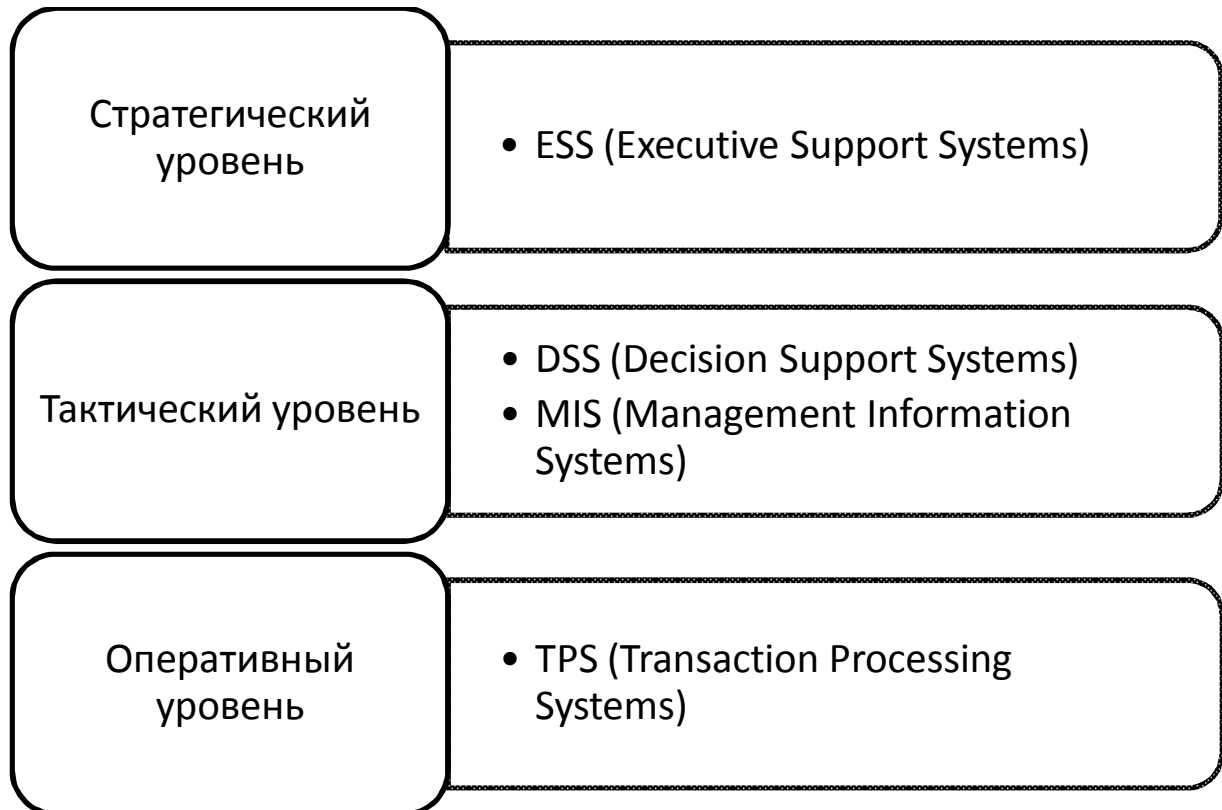 Стратегический
уровень
• ESS (Executive Support Systems)
Тактический уровень
• DSS (Decision Support Systems)
• MIS (Management Information
Systems)
Оперативный
уровень
• TPS (Transaction Processing
Systems)